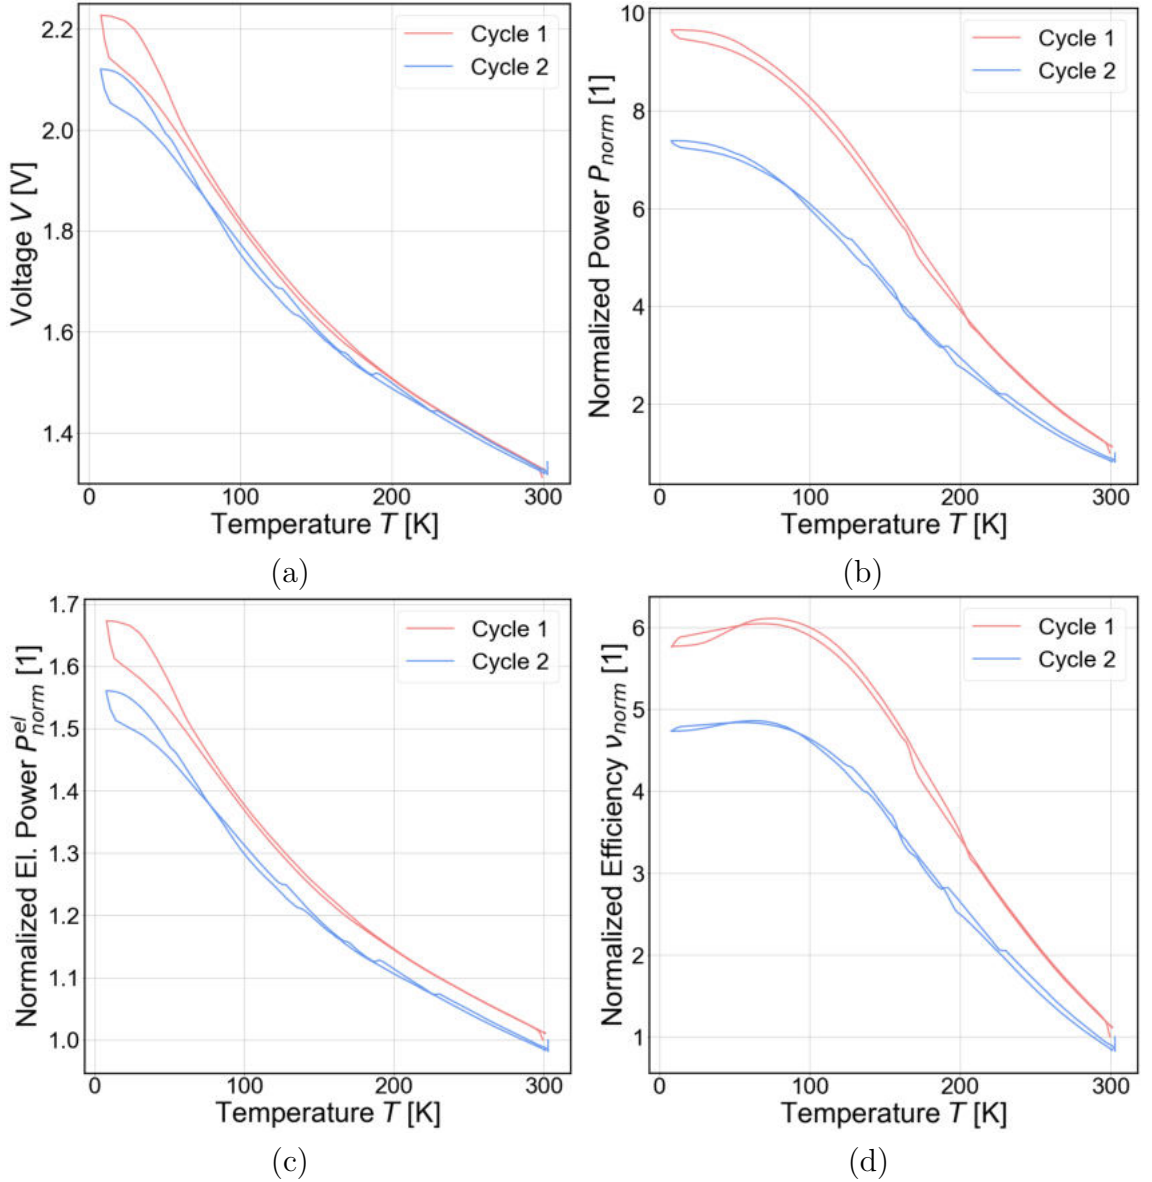 2.2
2.0
1.8
1.6
1.4
Voltage V [V]
Cycle 1
Cycle 2
0 100 200 300
Temperature T [K]
(a)
10
8
6
4
2
Normalized Power P_norm [1]
Cycle 1
Cycle 2
0 100 200 300
Temperature T [K]
(b)
1.7
1.6
1.5
1.4
1.3
1.2
1.1
1.0
Normalized El. Power P^el_norm [1]
Cycle 1
Cycle 2
0 100 200 300
Temperature T [K]
(c)
6
5
4
3
2
1
Normalized Efficiency ν_norm [1]
Cycle 1
Cycle 2
0 100 200 300
Temperature T [K]
(d)